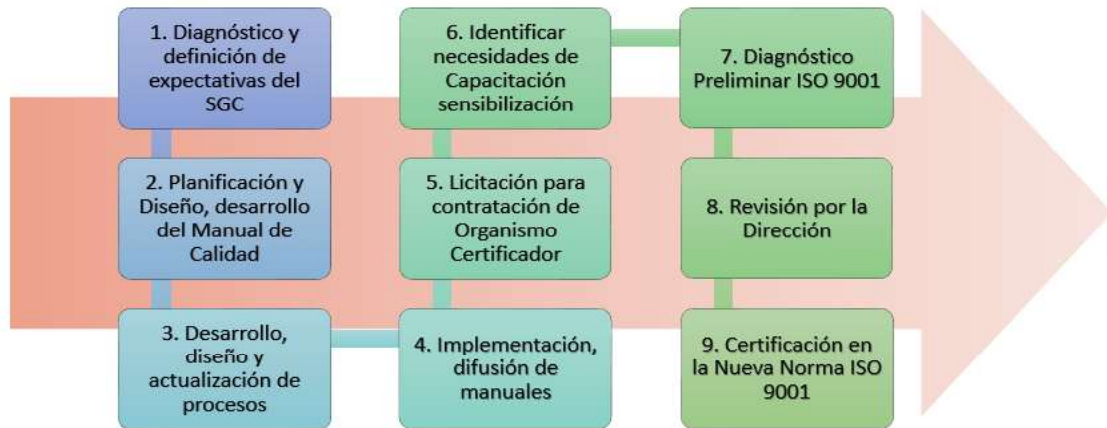 1. Diagnóstico y
definición de
expectativas del
SGC
2. Planificación y
Diseño, desarrollo
del Manual de
Calidad
3. Desarrollo,
diseño y
actualización de
procesos
4. Implementación,
difusión de
manuales
5. Licitación para
contratación de
Organismo
Certificador
6. Identificar
necesidades de
Capacitación
sensibilización
7. Diagnóstico
Preliminar ISO 9001
8. Revisión por la
Dirección
9. Certificación en
la Nueva Norma ISO
9001